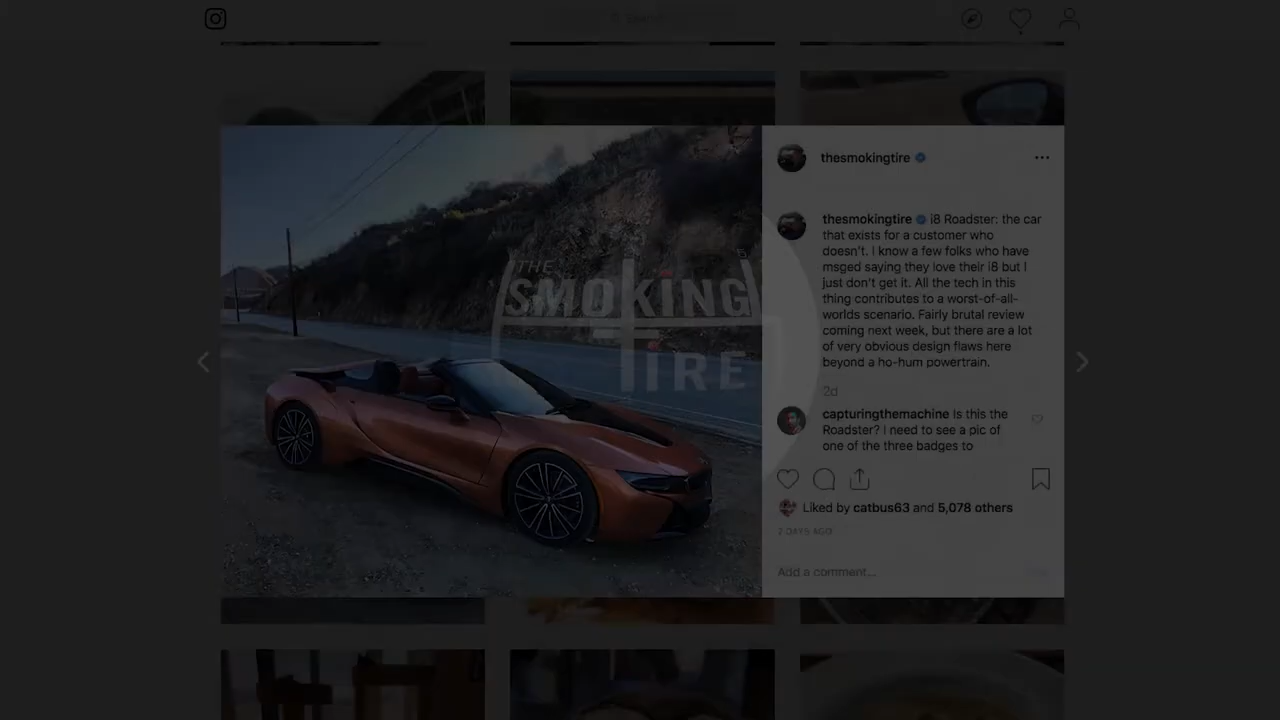 THE
SMOKING
TIRE
thesmokingtire
thesmokingtire i8 Roadster: the car
that exists for a customer who
doesn't. I know a few folks who have
msged saying they love their i8 but I
just don't get it. All the tech in this
thing contributes to a worst-of-all-
worlds scenario. Fairly brutal review
coming next week, but there are a lot
of very obvious design flaws here
beyond a ho-hum powertrain.
2d
capturingthemachine Is this the
Roadster? I need to see a pic of
one of the three badges to
Liked by catbus63 and 5,078 others
2 DAYS AGO
Add a comment...